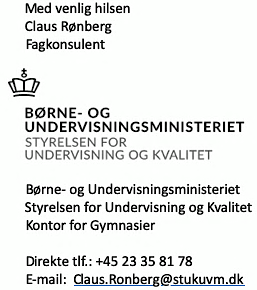 Med venlig hilsen
Claus Rønberg
Fagkonsulent
BØRNE- OG
UNDERVISNINGSMINISTERIET
STYRELSEN FOR
UNDERVISNING OG KVALITET
Børne- og Undervisningsministeriet
Styrelsen for Undervisning og Kvalitet
Kontor for Gymnasier
Direkte tlf.: +45 23 35 81 78
E-mail: Claus.Ronberg@stukuvm.dk